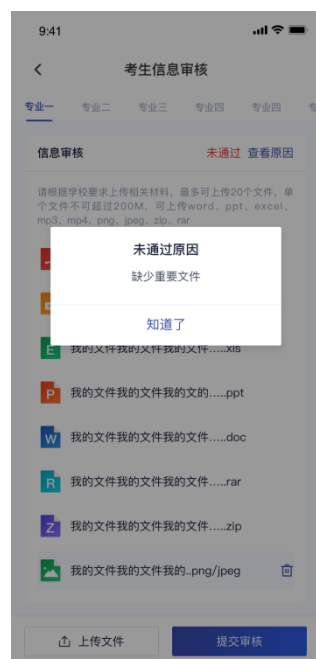 9:41
考生信息审核
专业一 专业二 专业三 专业四 专业四 专
信息审核 未通过 查看原因
请根据学校要求上传相关材料，最多可上传20个文件，单
个文件不可超过200M，可上传word，ppt，excel，
mp3，mp4，png，jpeg，zip，rar
未通过原因
缺少重要文件
知道了
E 我的文件我的文件我的文件.....xls
P 我的文件我的文件我的文的.....ppt
W 我的文件我的文件我的文件.....doc
R 我的文件我的文件我的文件.....rar
Z 我的文件我的文件我的文件.....zip
我的文件我的文件我的..png/jpeg
上传文件 提交审核